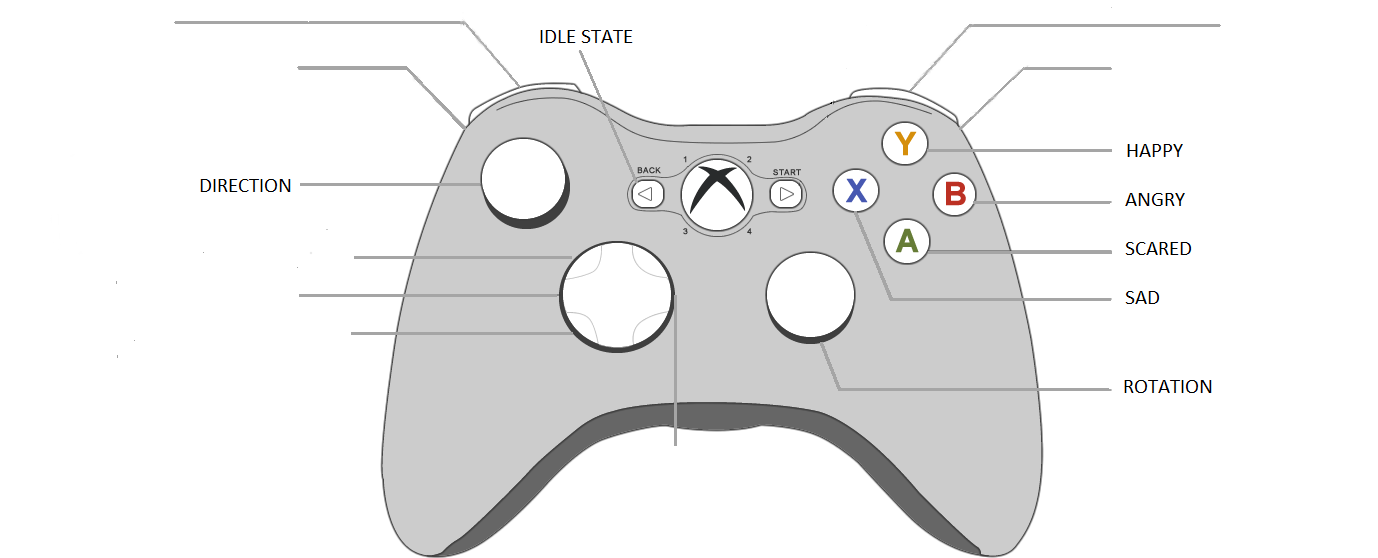 IDLE STATE
Y
HAPPY
1
2
BACK
START
DIRECTION
X
B
ANGRY
3
4
A
SCARED
SAD
ROTATION